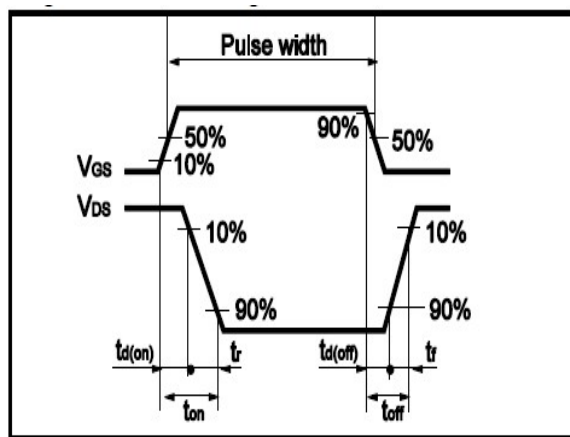 Pulse width
90%
50%
50%
10%
VGS
VDS
10%
10%
90%
90%
td(on)
tr
td(off)
tf
ton
toff